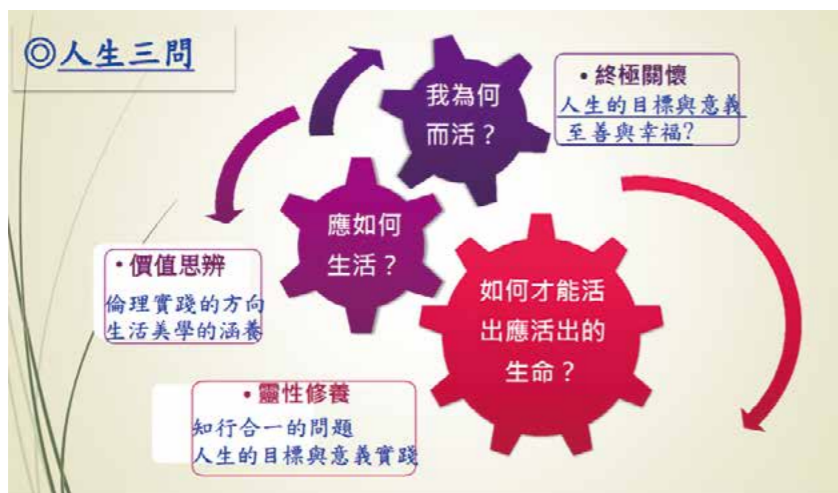 ◎人生三問
我為何
而活？
•終極關懷
人生的目標與意義
至善與幸福?
應如何
生活？
•價值思辨
倫理實踐的方向
生活美學的涵養
如何才能活
出應活出的
生命？
•靈性修養
知行合一的問題
人生的目標與意義實踐